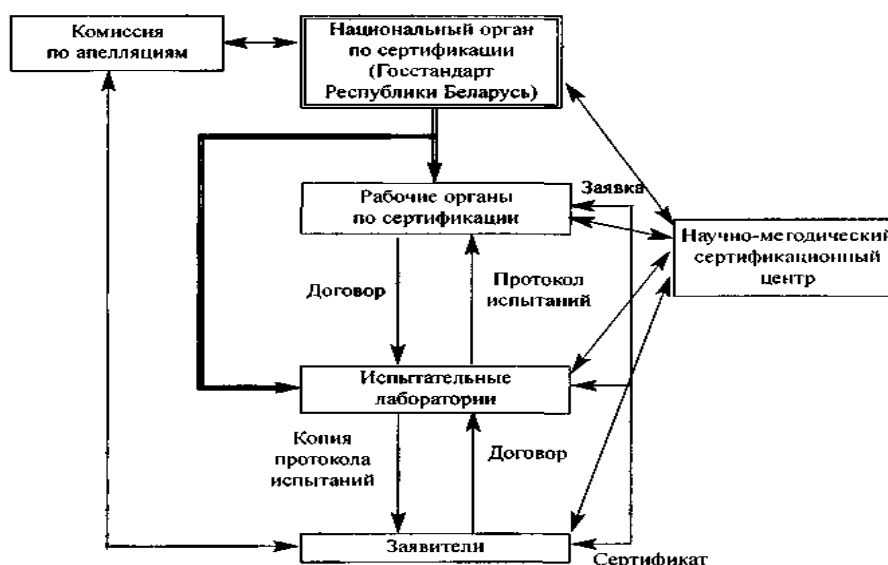 Комиссия
по апелляциям
Национальный орган
по сертификации
(Госстандарт
Республики Беларусь)
Рабочие органы
по сертификации
Заявка
Научно-методический
сертификационный
центр
Договор
Протокол
испытаний
Испытательные
лаборатории
Копия
протокола
испытаний
Договор
Заявители
Сертификат